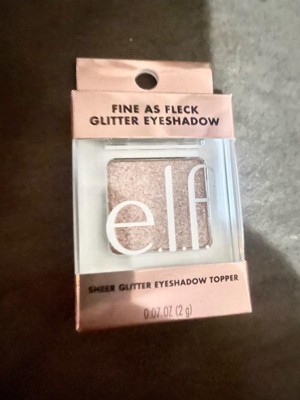 FINE AS FLECK
GLITTER EYESHADOW
e.l.f.
SHEER GLITTER EYESHADOW TOPPER
0.07 OZ (2 g)